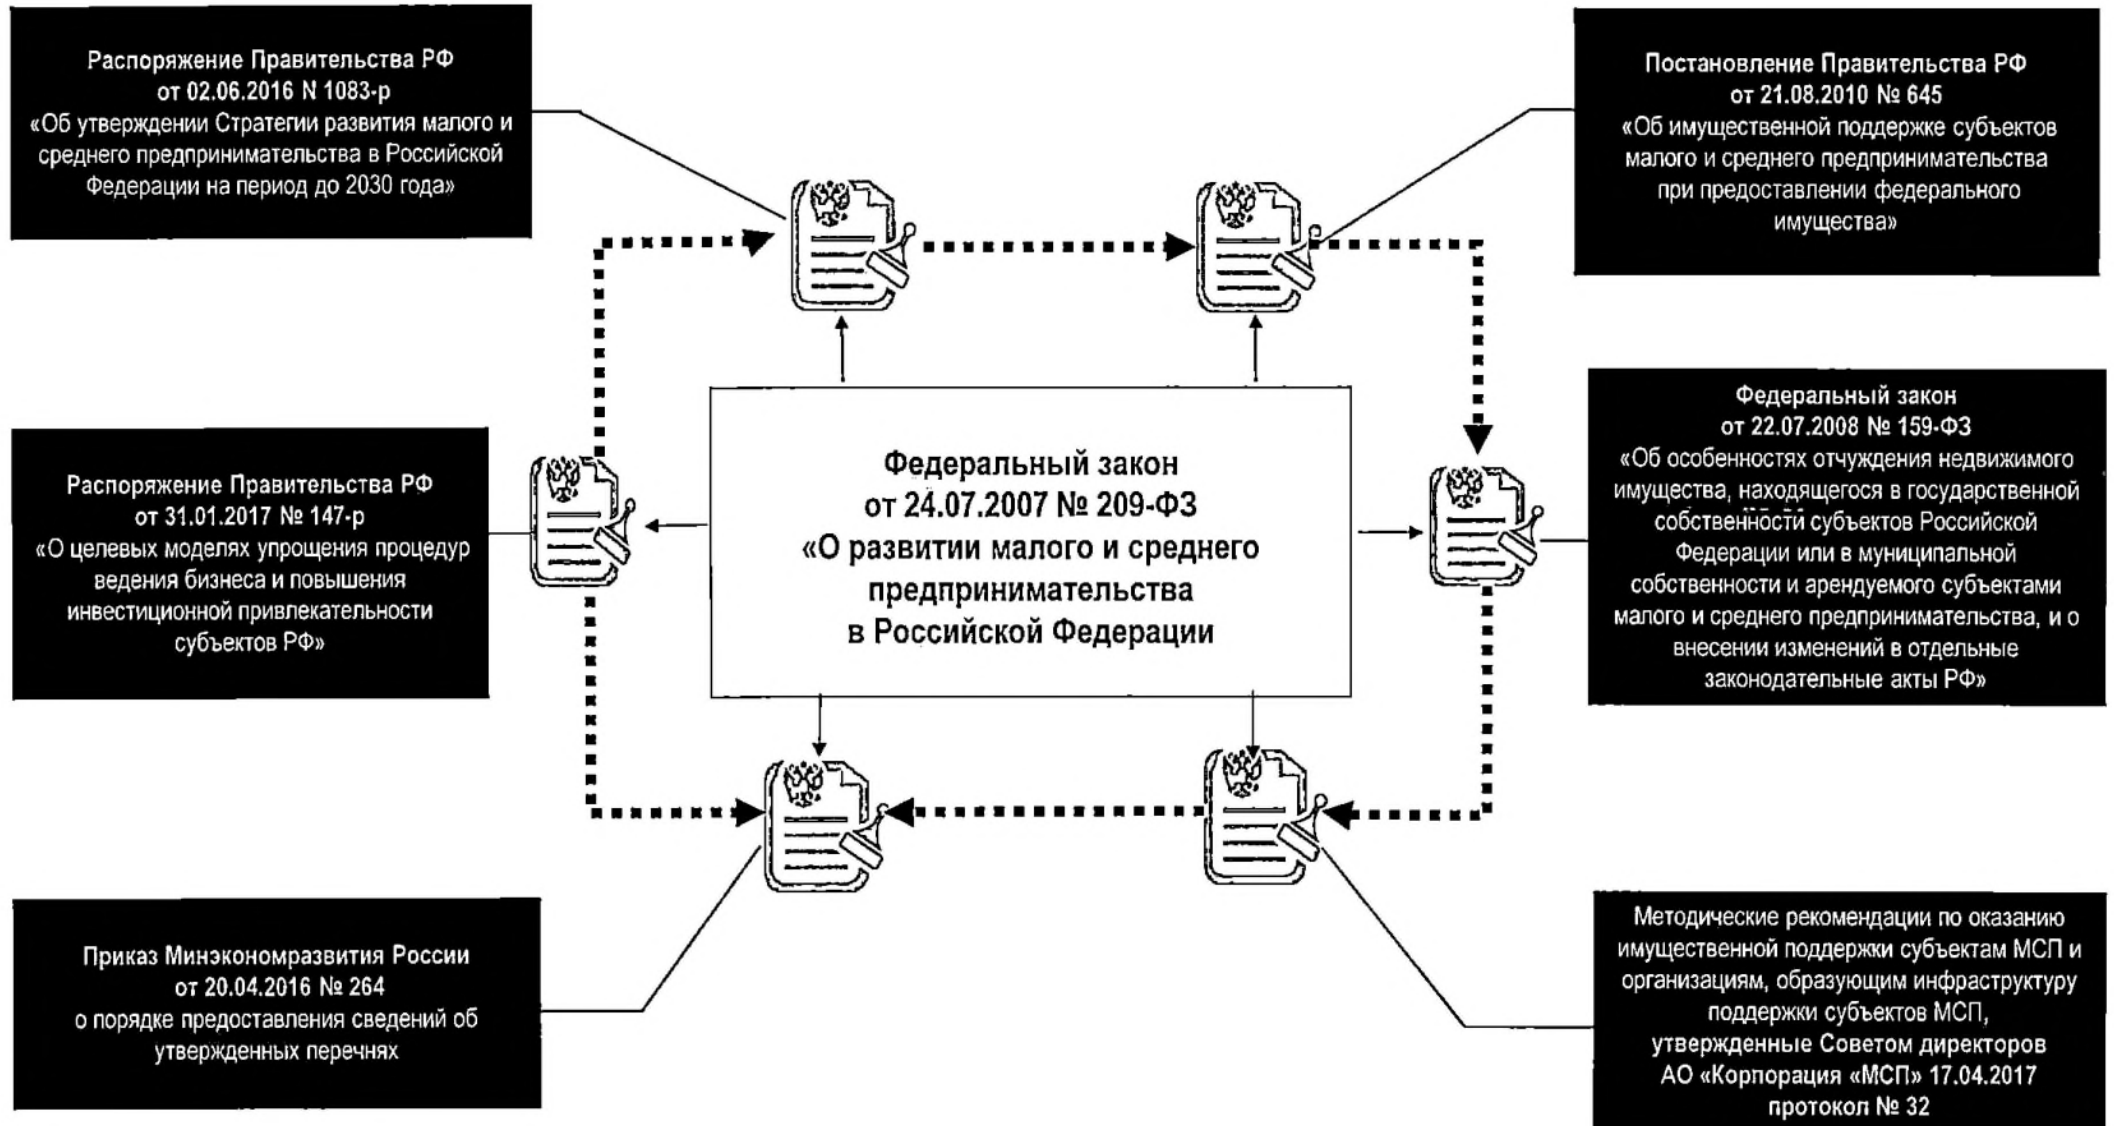 Распоряжение Правительства РФ
от 02.06.2016 N 1083-р
«Об утверждении Стратегии развития малого и
среднего предпринимательства в Российской
Федерации на период до 2030 года»
Постановление Правительства РФ
от 21.08.2010 № 645
«Об имущественной поддержке субъектов
малого и среднего предпринимательства
при предоставлении федерального
имущества»
Распоряжение Правительства РФ
от 31.01.2017 № 147-р
«О целевых моделях упрощения процедур
ведения бизнеса и повышения
инвестиционной привлекательности
субъектов РФ»
Федеральный закон
от 24.07.2007 № 209-ФЗ
«О развитии малого и среднего
предпринимательства
в Российской Федерации
Федеральный закон
от 22.07.2008 № 159-ФЗ
«Об особенностях отчуждения недвижимого
имущества, находящегося в государственной
собственности субъектов Российской
Федерации или в муниципальной
собственности и арендуемого субъектами
малого и среднего предпринимательства, и о
внесении изменений в отдельные
законодательные акты РФ»
Приказ Минэкономразвития России
от 20.04.2016 № 264
о порядке предоставления сведений об
утвержденных перечнях
Методические рекомендации по оказанию
имущественной поддержки субъектам МСП и
организациям, образующим инфраструктуру
поддержки субъектов МСП,
утвержденные Советом директоров
АО «Корпорация «МСП» 17.04.2017
протокол № 32